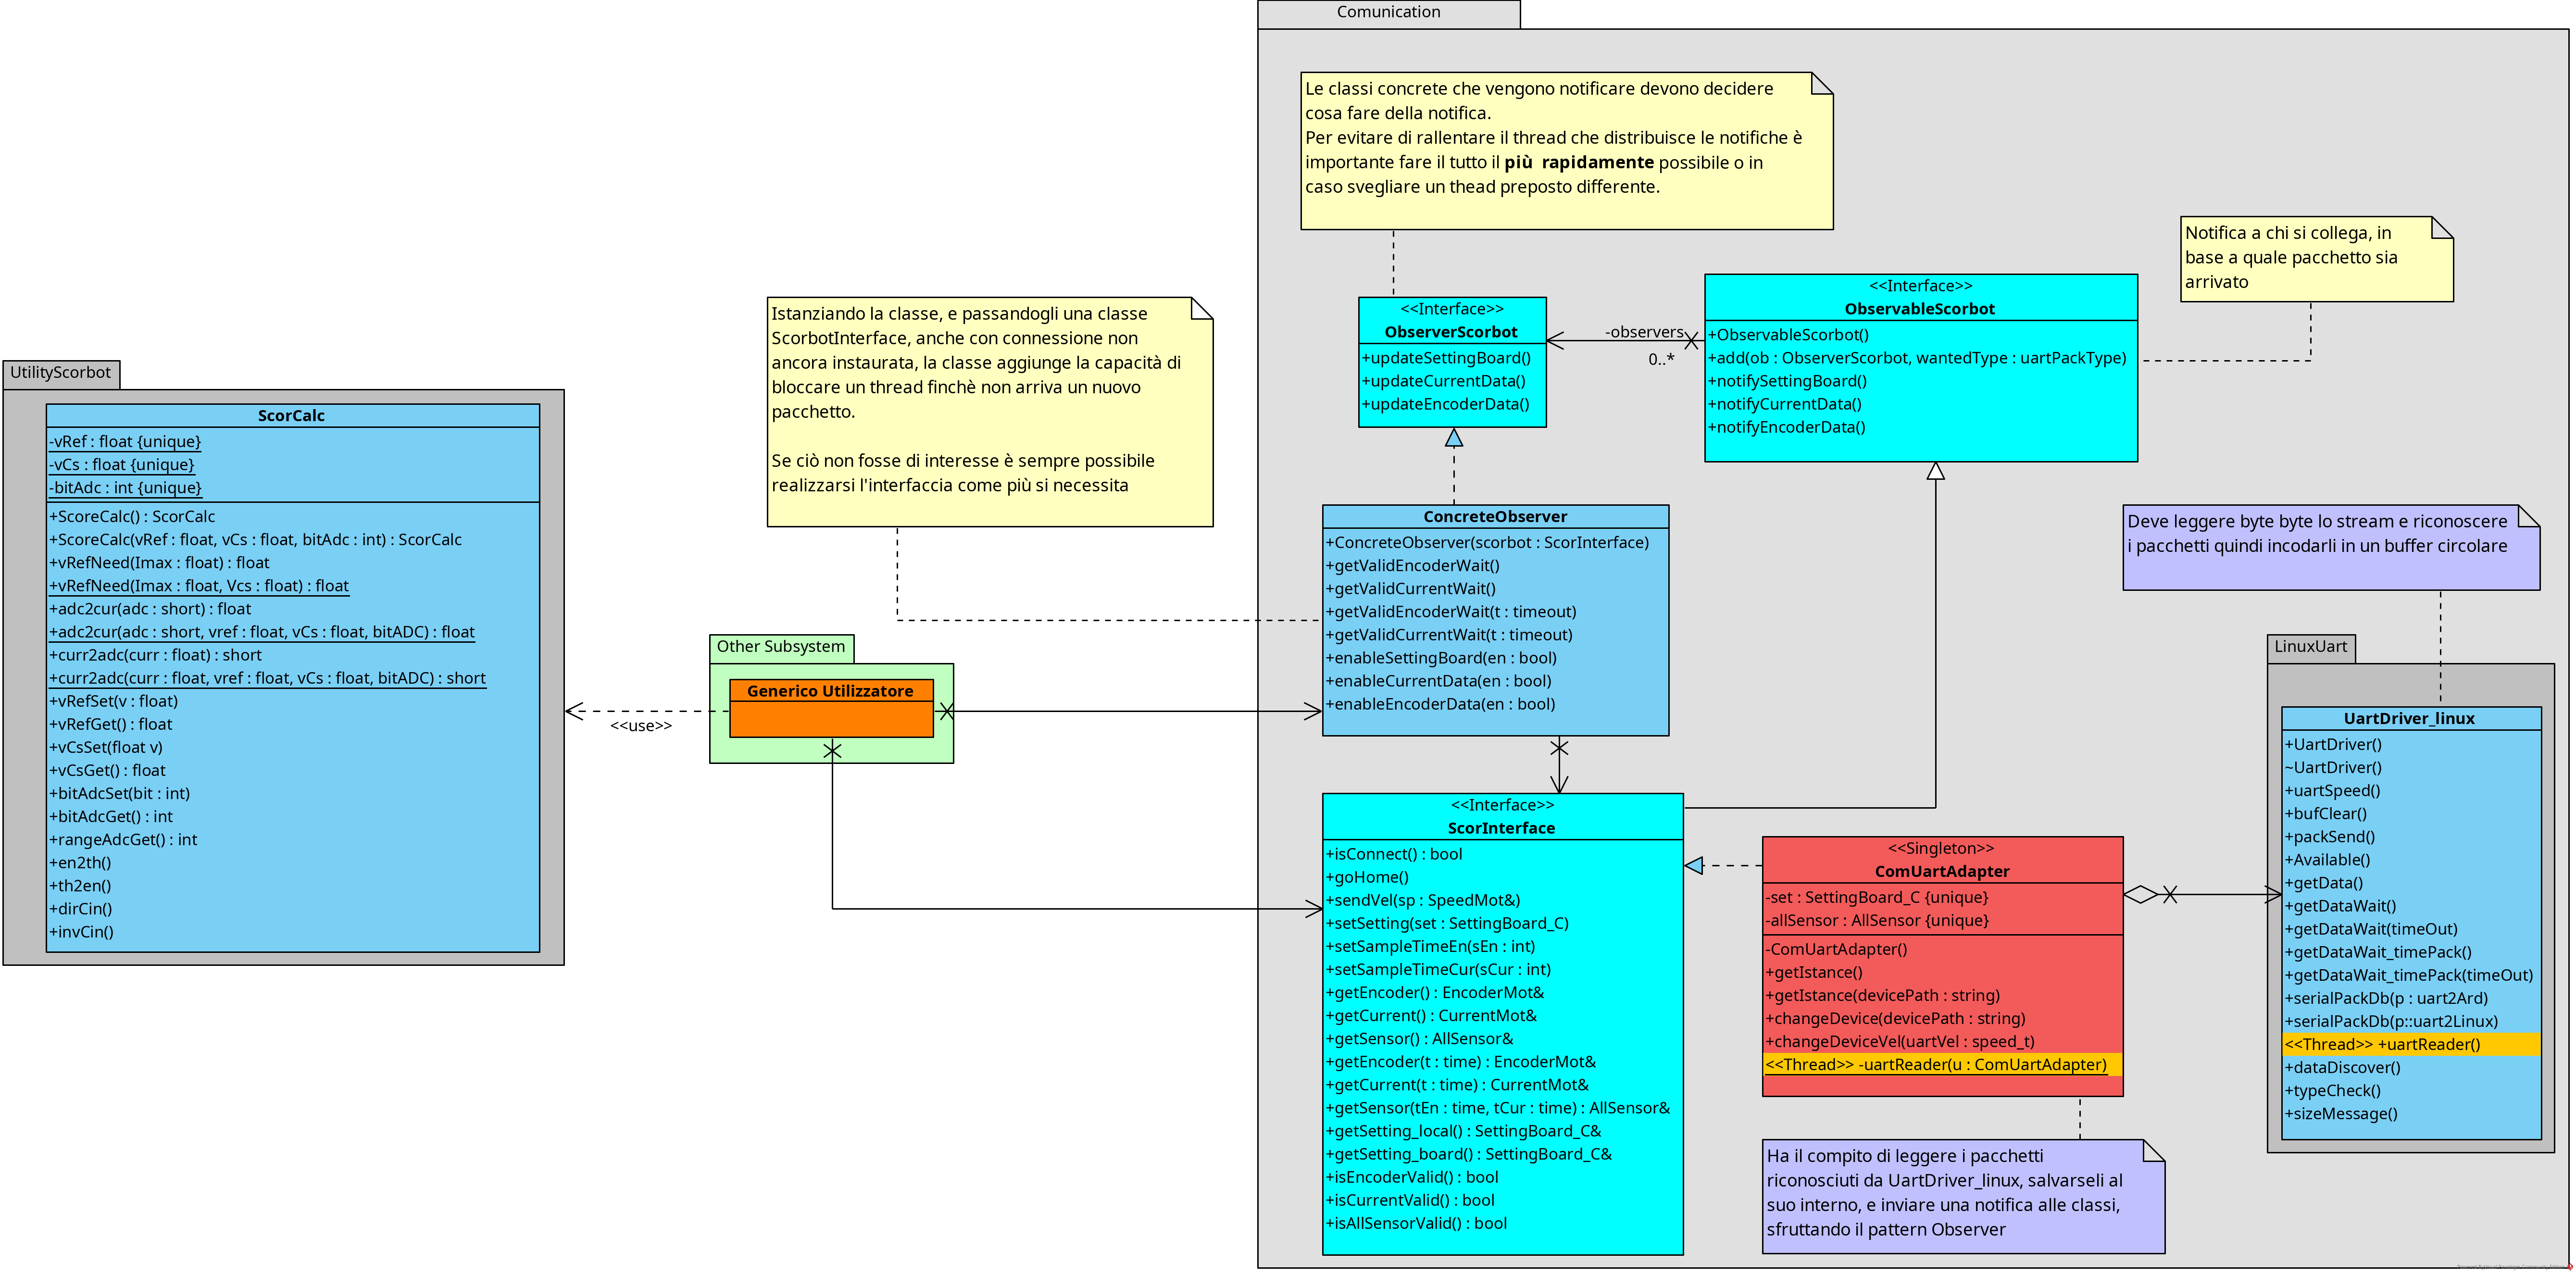 Comunication
Le classi concrete che vengono notificare devono decidere
cosa fare della notifica.
Per evitare di rallentare il thread che distribuisce le notifiche è
importante fare il tutto il più  rapidamente possibile o in
caso svegliare un thead preposto differente.
Notifica a chi si collega, in
base a quale pacchetto sia
arrivato
<<Interface>>
ObserverScorbot
+updateSettingBoard()
+updateCurrentData()
+updateEncoderData()
-observers
0..*
<<Interface>>
ObservableScorbot
+ObservableScorbot()
+add(ob : ObserverScorbot, wantedType : uartPackType)
+notifySettingBoard()
+notifyCurrentData()
+notifyEncoderData()
Istanziando la classe, e passandogli una classe
ScorbotInterface, anche con connessione non
ancora instaurata, la classe aggiunge la capacità di
bloccare un thread finchè non arriva un nuovo
pacchetto.
Se ciò non fosse di interesse è sempre possibile
realizzarsi l'interfaccia come più si necessita
UtilityScorbot
ScorCalc
-vRef : float {unique}
-vCs : float {unique}
-bitAdc : int {unique}
+ScoreCalc() : ScorCalc
+ScoreCalc(vRef : float, vCs : float, bitAdc : int) : ScorCalc
+vRefNeed(Imax : float) : float
+vRefNeed(Imax : float, Vcs : float) : float
+adc2cur(adc : short) : float
+adc2cur(adc : short, vref : float, vCs : float, bitADC) : float
+curr2adc(curr : float) : short
+curr2adc(curr : float, vref : float, vCs : float, bitADC) : short
+vRefSet(v : float)
+vRefGet() : float
+vCsSet(float v)
+vCsGet() : float
+bitAdcSet(bit : int)
+bitAdcGet() : int
+rangeAdcGet() : int
+en2th()
+th2en()
+dirCin()
+invCin()
<<use>>
Other Subsystem
Generico Utilizzatore
ConcreteObserver
+ConcreteObserver(scorbot : ScorInterface)
+getValidEncoderWait()
+getValidCurrentWait()
+getValidEncoderWait(t : timeout)
+getValidCurrentWait(t : timeout)
+enableSettingBoard(en : bool)
+enableCurrentData(en : bool)
+enableEncoderData(en : bool)
Deve leggere byte byte lo stream e riconoscere
i pacchetti quindi incodarli in un buffer circolare
<<Interface>>
ScorInterface
+isConnect() : bool
+goHome()
+sendVel(sp : SpeedMot&)
+setSetting(set : SettingBoard_C)
+setSampleTimeEn(sEn : int)
+setSampleTimeCur(sCur : int)
+getEncoder() : EncoderMot&
+getCurrent() : CurrentMot&
+getSensor() : AllSensor&
+getEncoder(t : time) : EncoderMot&
+getCurrent(t : time) : CurrentMot&
+getSensor(tEn : time, tCur : time) : AllSensor&
+getSetting_local() : SettingBoard_C&
+getSetting_board() : SettingBoard_C&
+isEncoderValid() : bool
+isCurrentValid() : bool
+isAllSensorValid() : bool
<<Singleton>>
ComUartAdapter
-set : SettingBoard_C {unique}
-allSensor : AllSensor {unique}
-ComUartAdapter()
+getIstance()
+getIstance(devicePath : string)
+changeDevice(devicePath : string)
+changeDeviceVel(uartVel : speed_t)
<<Thread>> -uartReader(u : ComUartAdapter)
Ha il compito di leggere i pacchetti
riconosciuti da UartDriver_linux, salvarseli al
suo interno, e inviare una notifica alle classi,
sfruttando il pattern Observer
LinuxUart
UartDriver_linux
+UartDriver()
~UartDriver()
+uartSpeed()
+bufClear()
+packSend()
+Available()
+getData()
+getDataWait()
+getDataWait(timeOut)
+getDataWait_timePack()
+getDataWait_timePack(timeOut)
+serialPackDb(p : uart2Ard)
+serialPackDb(p::uart2Linux)
<<Thread>> +uartReader()
+dataDiscover()
+typeCheck()
+sizeMessage()